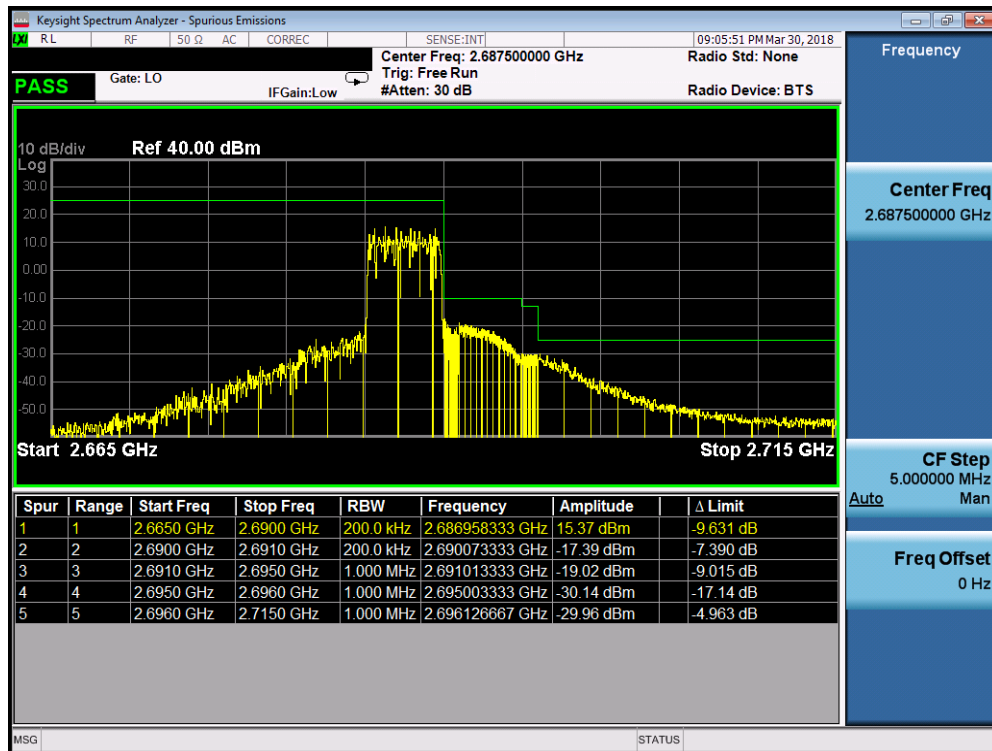 Keysight Spectrum Analyzer - Spurious Emissions
LXI RL RF 50 Ω AC CORREC SENSE:INT 09:05:51 PM Mar 30, 2018
Center Freq: 2.687500000 GHz Radio Std: None
PASS Gate: LO Trig: Free Run
IFGain:Low #Atten: 30 dB Radio Device: BTS
10 dB/div Ref 40.00 dBm
Log
30.0
20.0
10.0
0.00
-10.0
-20.0
-30.0
-40.0
-50.0
Start 2.665 GHz Stop 2.715 GHz
Spur Range Start Freq Stop Freq RBW Frequency Amplitude Δ Limit
1 1 2.6650 GHz 2.6900 GHz 200.0 kHz 2.686958333 GHz 15.37 dBm -9.631 dB
2 2 2.6900 GHz 2.6910 GHz 200.0 kHz 2.690073333 GHz -17.39 dBm -7.390 dB
3 3 2.6910 GHz 2.6950 GHz 1.000 MHz 2.691013333 GHz -19.02 dBm -9.015 dB
4 4 2.6950 GHz 2.6960 GHz 1.000 MHz 2.695003333 GHz -30.14 dBm -17.14 dB
5 5 2.6960 GHz 2.7150 GHz 1.000 MHz 2.696126667 GHz -29.96 dBm -4.963 dB
MSG STATUS
Frequency
Center Freq
2.687500000 GHz
CF Step
5.000000 MHz
Auto Man
Freq Offset
0 Hz